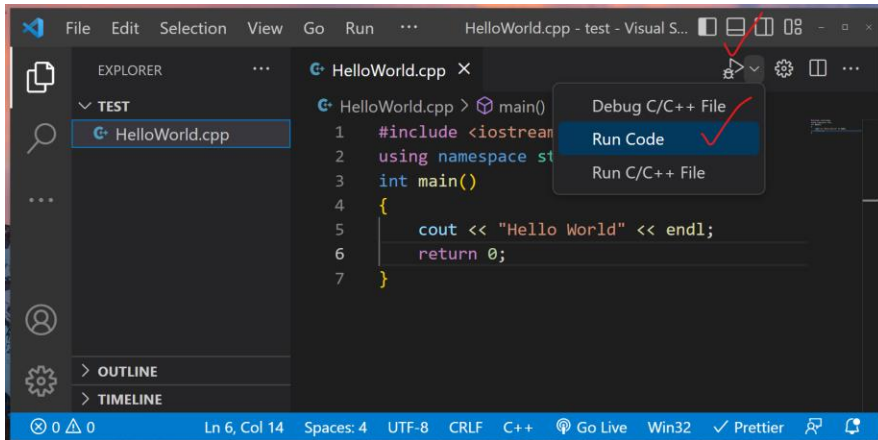 File Edit Selection View Go Run ··· HelloWorld.cpp - test - Visual S...
EXPLORER ···
TEST
HelloWorld.cpp
HelloWorld.cpp
HelloWorld.cpp > main()
Debug C/C++ File
Run Code
Run C/C++ File
1 #include <iostream
2 using namespace st
3 int main()
4 {
5 cout << "Hello World" << endl;
6 return 0;
7 }
OUTLINE
TIMELINE
0 0 Ln 6, Col 14 Spaces: 4 UTF-8 CRLF C++ Go Live Win32 Prettier